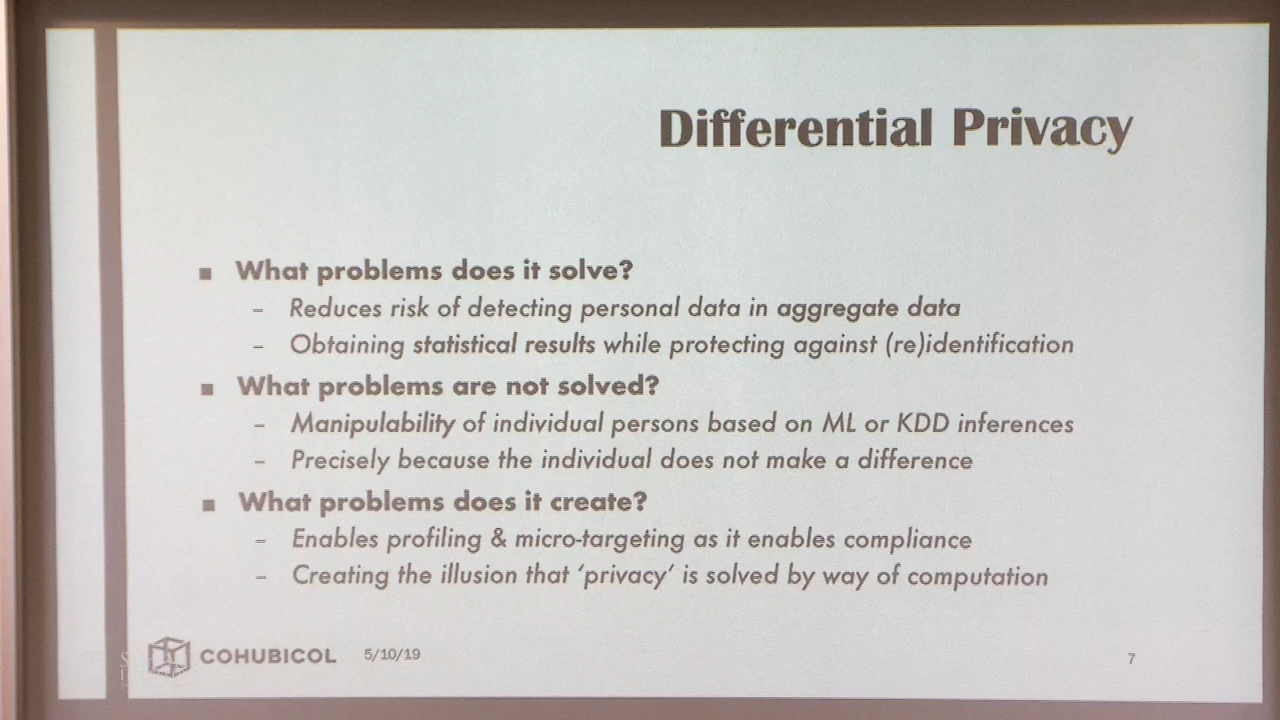 Differential Privacy
■ What problems does it solve?
– Reduces risk of detecting personal data in aggregate data
– Obtaining statistical results while protecting against (re)identification
■ What problems are not solved?
– Manipulability of individual persons based on ML or KDD inferences
– Precisely because the individual does not make a difference
■ What problems does it create?
– Enables profiling & micro-targeting as it enables compliance
– Creating the illusion that ‘privacy’ is solved by way of computation
COHUBICOL 5/10/19 7